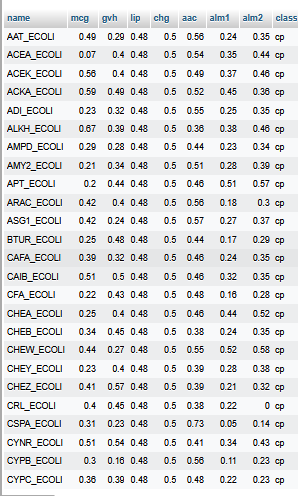 name mcg gvh lip chg aac alm1 alm2 class
AAT_ECOLI 0.49 0.29 0.48 0.5 0.56 0.24 0.35 cp
ACEA_ECOLI 0.07 0.4 0.48 0.5 0.54 0.35 0.44 cp
ACEK_ECOLI 0.56 0.4 0.48 0.5 0.49 0.37 0.46 cp
ACKA_ECOLI 0.59 0.49 0.48 0.5 0.52 0.45 0.36 cp
ADI_ECOLI 0.23 0.32 0.48 0.5 0.55 0.25 0.35 cp
ALKH_ECOLI 0.67 0.39 0.48 0.5 0.36 0.38 0.46 cp
AMPD_ECOLI 0.29 0.28 0.48 0.5 0.44 0.23 0.34 cp
AMY2_ECOLI 0.21 0.34 0.48 0.5 0.51 0.28 0.39 cp
APT_ECOLI 0.2 0.44 0.48 0.5 0.46 0.51 0.57 cp
ARAC_ECOLI 0.42 0.4 0.48 0.5 0.56 0.18 0.3 cp
ASG1_ECOLI 0.42 0.24 0.48 0.5 0.57 0.27 0.37 cp
BTUR_ECOLI 0.25 0.48 0.48 0.5 0.44 0.17 0.29 cp
CAFA_ECOLI 0.39 0.32 0.48 0.5 0.46 0.24 0.35 cp
CAIB_ECOLI 0.51 0.5 0.48 0.5 0.46 0.32 0.35 cp
CFA_ECOLI 0.22 0.43 0.48 0.5 0.48 0.16 0.28 cp
CHEA_ECOLI 0.25 0.4 0.48 0.5 0.46 0.44 0.52 cp
CHEB_ECOLI 0.34 0.45 0.48 0.5 0.38 0.24 0.35 cp
CHEW_ECOLI 0.44 0.27 0.48 0.5 0.55 0.52 0.58 cp
CHEY_ECOLI 0.23 0.4 0.48 0.5 0.39 0.28 0.38 cp
CHEZ_ECOLI 0.41 0.57 0.48 0.5 0.39 0.21 0.32 cp
CRL_ECOLI 0.4 0.45 0.48 0.5 0.38 0.22 0 cp
CSPA_ECOLI 0.31 0.23 0.48 0.5 0.73 0.05 0.14 cp
CYNR_ECOLI 0.51 0.54 0.48 0.5 0.41 0.34 0.43 cp
CYPB_ECOLI 0.3 0.16 0.48 0.5 0.56 0.11 0.23 cp
CYPC_ECOLI 0.36 0.39 0.48 0.5 0.48 0.22 0.23 cp